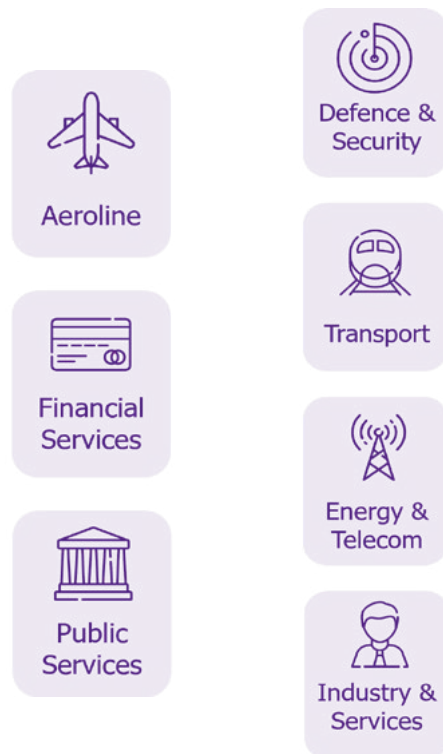 Aeroline
Financial
Services
Public
Services
Defence &
Security
Transport
Energy &
Telecom
Industry &
Services